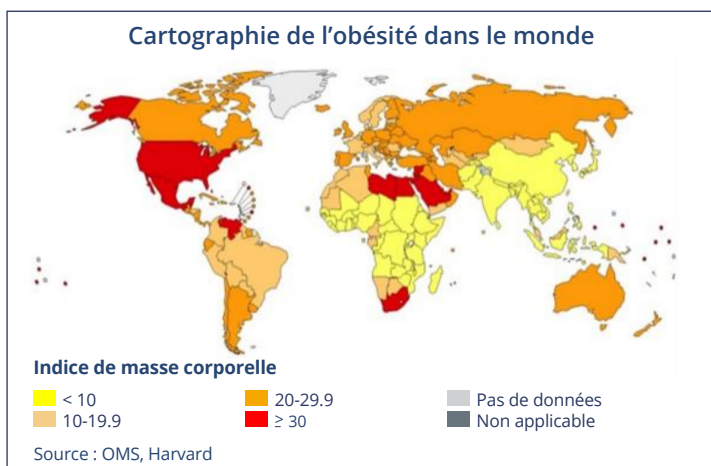 Cartographie de l’obésité dans le monde
Indice de masse corporelle
< 10
20-29.9
Pas de données
10-19.9
≥ 30
Non applicable
Source : OMS, Harvard